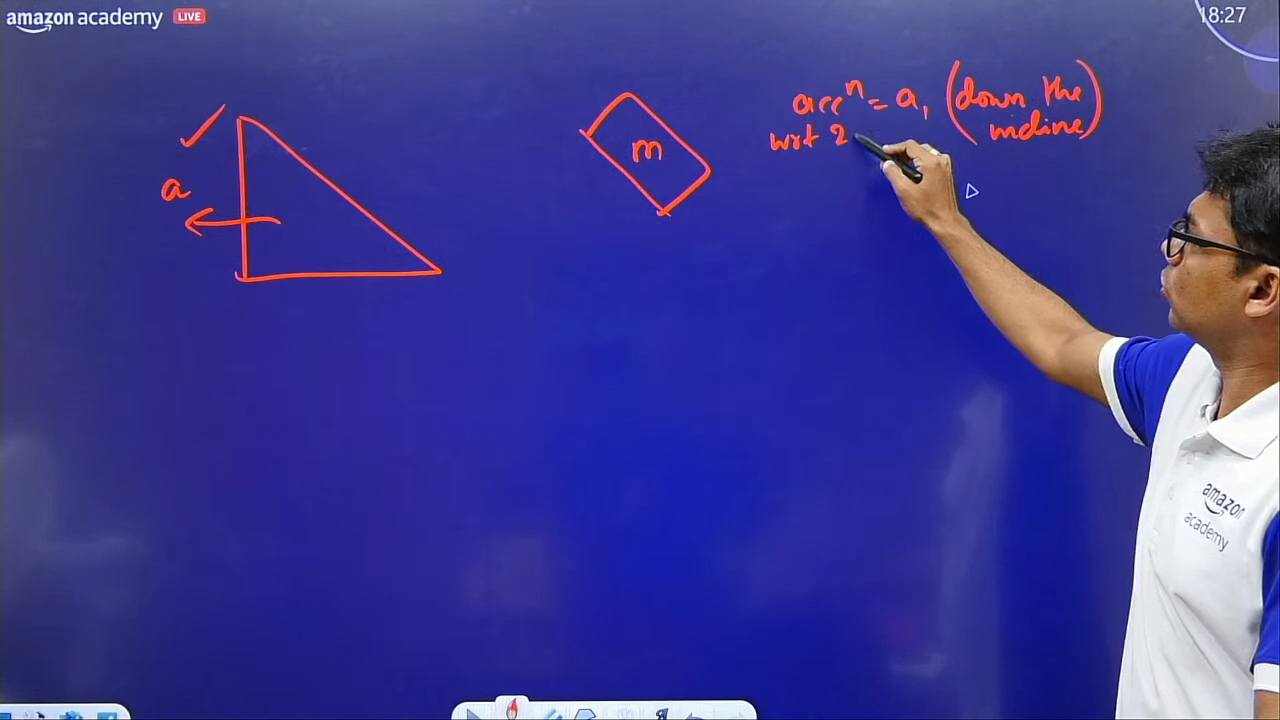 amazon academy LIVE
18:27
accⁿ = a₁ (down the
incline)
wrt 2
a
m
amazon
academy